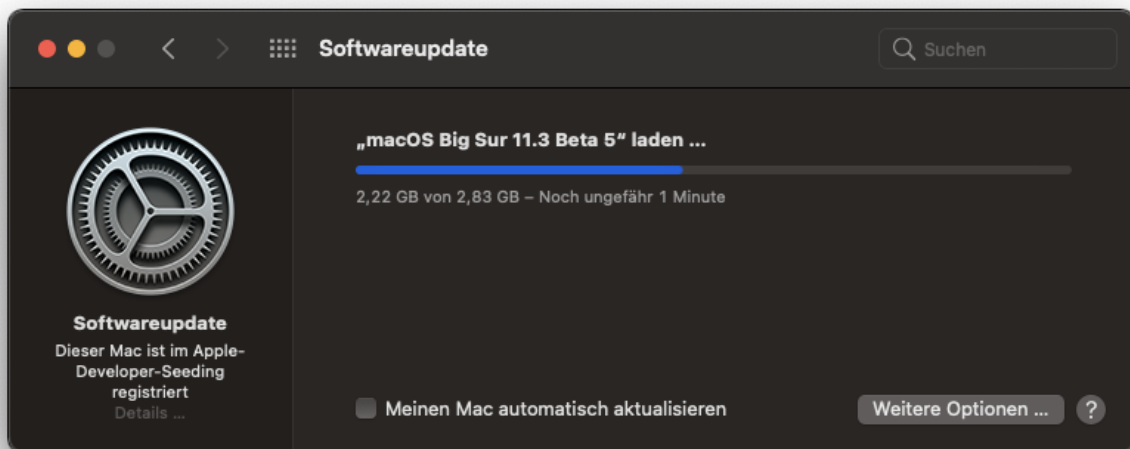 Softwareupdate
Suchen
„macOS Big Sur 11.3 Beta 5“ laden ...
2,22 GB von 2,83 GB – Noch ungefähr 1 Minute
Softwareupdate
Dieser Mac ist im Apple-
Developer-Seeding
registriert
Details ...
Meinen Mac automatisch aktualisieren
Weitere Optionen ...
?